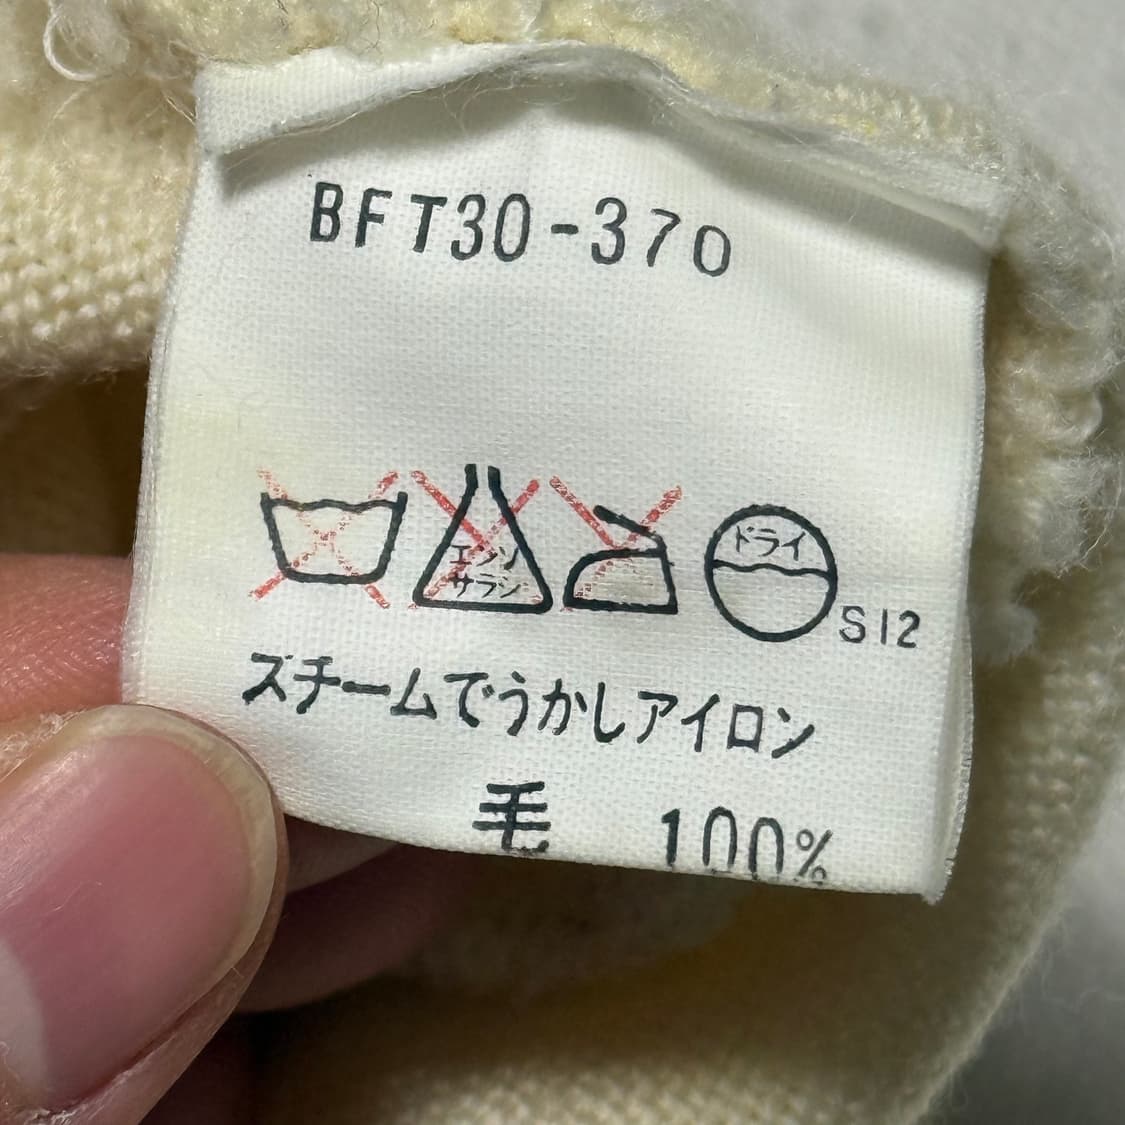 BFT30-370
エンソ
サラシ
ドライ
S12
スチームでうかしアイロン
毛 100%